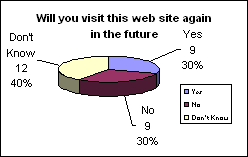 Will you visit this web site again
in the future
Don't
Know
12
40%
Yes
9
30%
No
9
30%
Yes
No
Don't Know